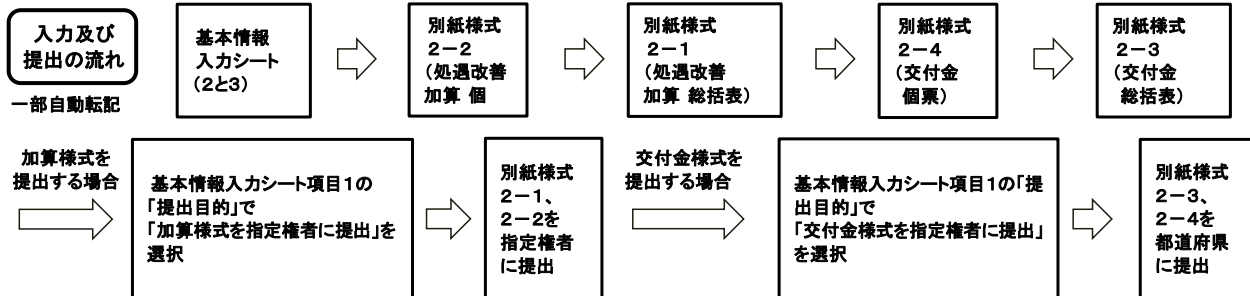 入力及び
提出の流れ
一部自動転記
基本情報
入力シート
(2と3)
別紙様式
2－2
(処遇改善
加算 個
別紙様式
2－1
(処遇改善
加算 総括表)
別紙様式
2－4
(交付金
個票)
別紙様式
2－3
(交付金
総括表)
加算様式を
提出する場合
基本情報入力シート項目1の
「提出目的」で
「加算様式を指定権者に提出」を
選択
別紙様式
2－1、
2－2を
指定権者
に提出
交付金様式を
提出する場合
基本情報入力シート項目1の「提
出目的」で
「交付金様式を指定権者に提出」
を選択
別紙様式
2－3、
2－4を
都道府県
に提出